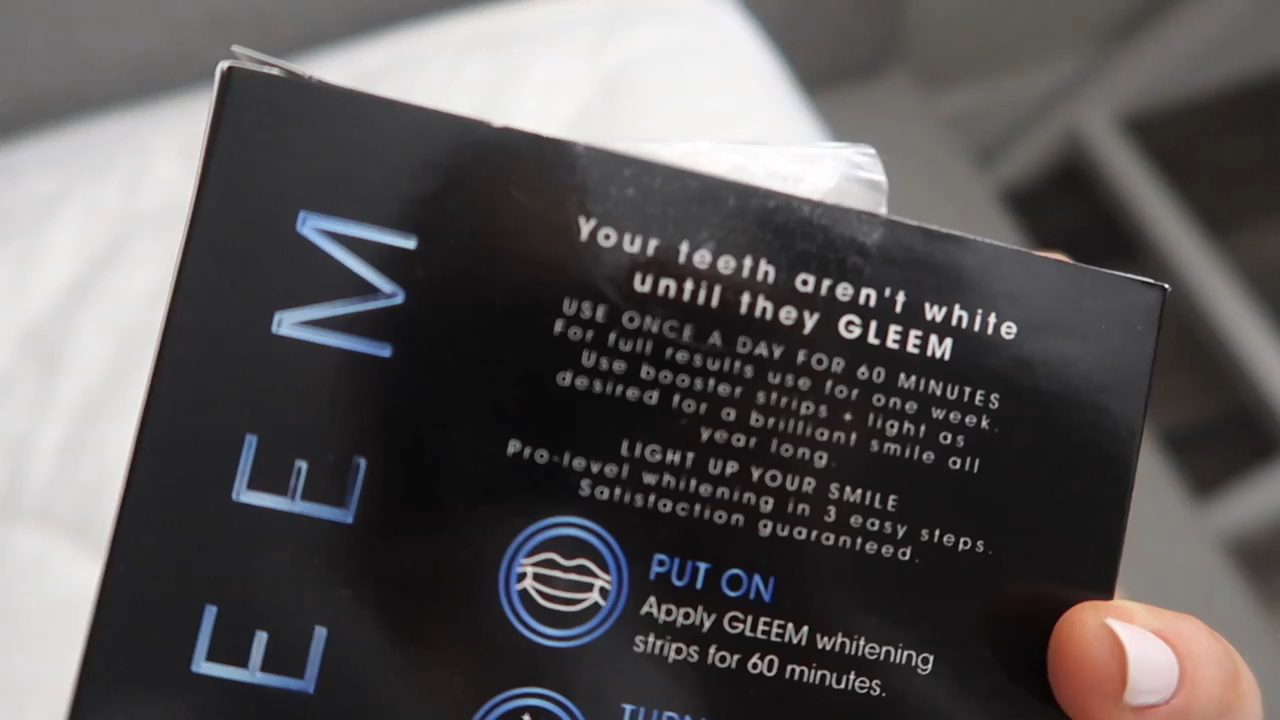 EEM
Your teeth aren't white
until they GLEEM
USE ONCE A DAY FOR 60 MINUTES
For full results use for one week.
Use booster strips + light as
desired for a brilliant smile all
year long.
LIGHT UP YOUR SMILE
Pro-level whitening in 3 easy steps.
Satisfaction guaranteed.
PUT ON
Apply GLEEM whitening
strips for 60 minutes.
TURN